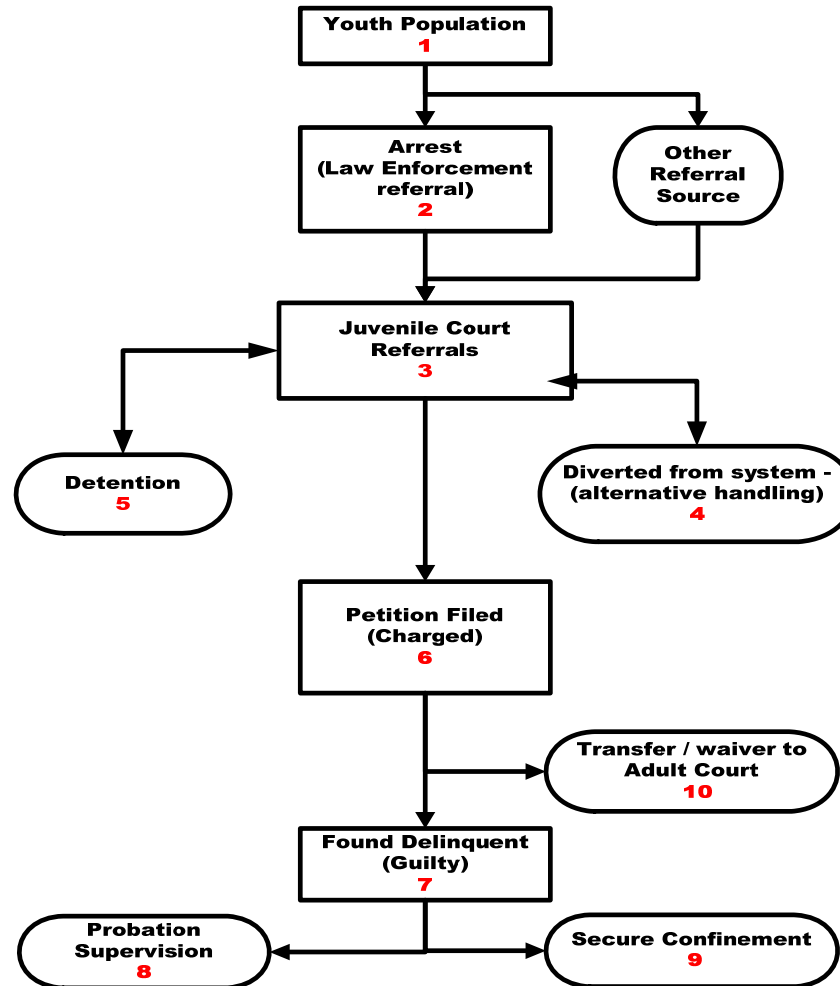 Youth Population
1
Arrest
(Law Enforcement
referral)
2
Other
Referral
Source
Juvenile Court
Referrals
3
Detention
5
Diverted from system -
(alternative handling)
4
Petition Filed
(Charged)
6
Transfer / waiver to
Adult Court
10
Found Delinquent
(Guilty)
7
Probation
Supervision
8
Secure Confinement
9